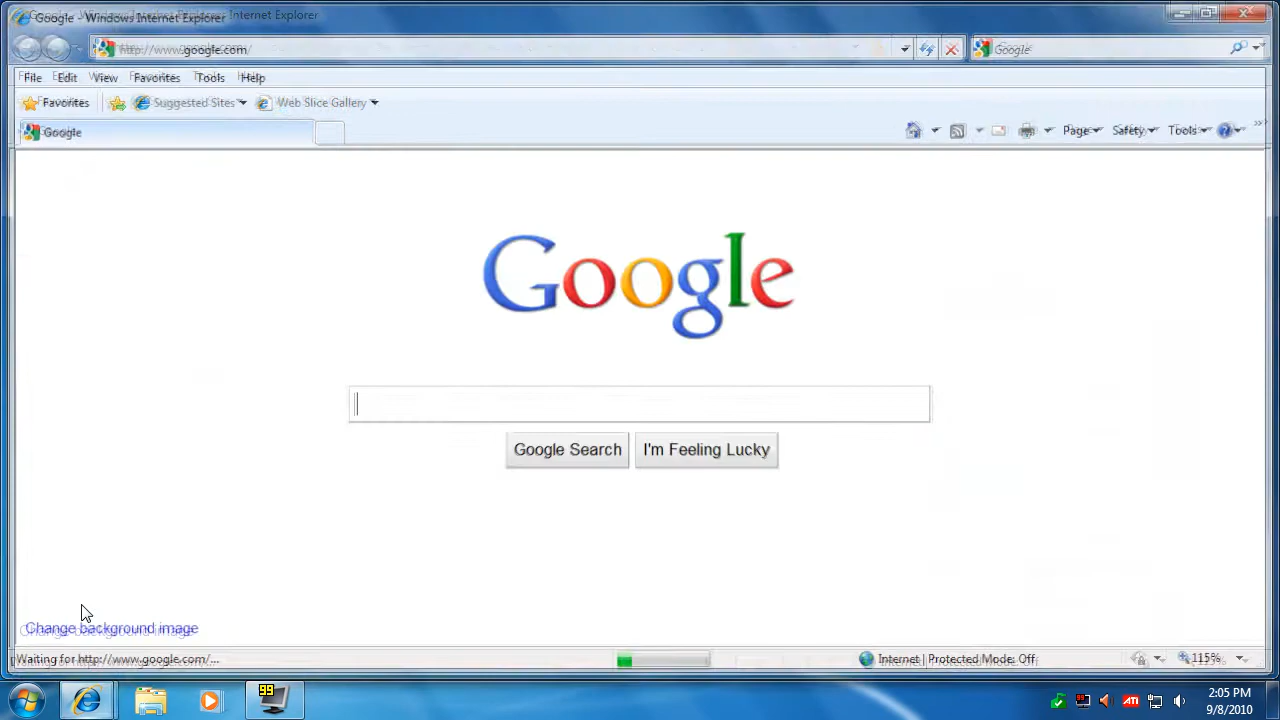 Google - Windows Internet Explorer
http://www.google.com/
Google
File Edit View Favorites Tools Help
Favorites Suggested Sites Web Slice Gallery
Google
Page Safety Tools
Google
Google Search I'm Feeling Lucky
Change background image
Waiting for http://www.google.com/...
Internet | Protected Mode: Off
115%
99
ATI
2:05 PM
9/8/2010